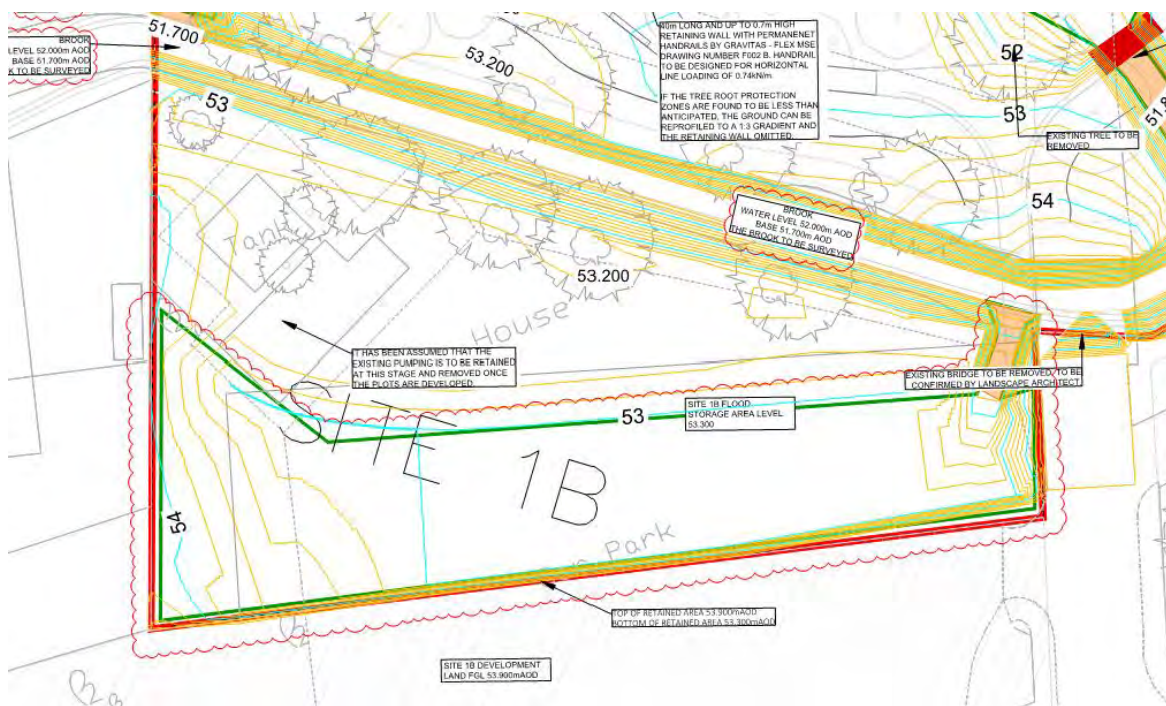 51.700
BROOK
LEVEL 52.000m AOD
BASE 51.700m AOD
K TO BE SURVEYED
53.200
40m LONG AND UP TO 0.7m HIGH
RETAINING WALL WITH PERMANENET
HANDRAILS BY GRAVITAS - FLEX MSE
DRAWING NUMBER F002 B. HANDRAIL
TO BE DESIGNED FOR HORIZONTAL
LINE LOADING OF 0.74kN/m
IF THE TREE ROOT PROTECTION
ZONES ARE FOUND TO BE LESS THAN
ANTICIPATED, THE GROUND CAN BE
REPROFILED TO A 1:3 GRADIENT AND
THE RETAINING WALL OMITTED.
52
53
53
51.8
EXISTING TREE TO BE
REMOVED
54
BROOK
WATER LEVEL 52.000m AOD
BASE 51.700m AOD
THE BROOK TO BE SURVEYED
Tank
53.200
House
IT HAS BEEN ASSUMED THAT THE
EXISTING PUMPING IS TO BE RETAINED
AT THIS STAGE AND REMOVED ONCE
THE PLOTS ARE DEVELOPED.
EXISTING BRIDGE TO BE REMOVED, TO BE
CONFIRMED BY LANDSCAPE ARCHITECT
53
SITE 1B FLOOD
STORAGE AREA LEVEL
53.300
SITE 1B
54
Park
TOP OF RETAINED AREA 53.900mAOD
BOTTOM OF RETAINED AREA 53.300mAOD
SITE 1B DEVELOPMENT
LAND FGL 53.900mAOD